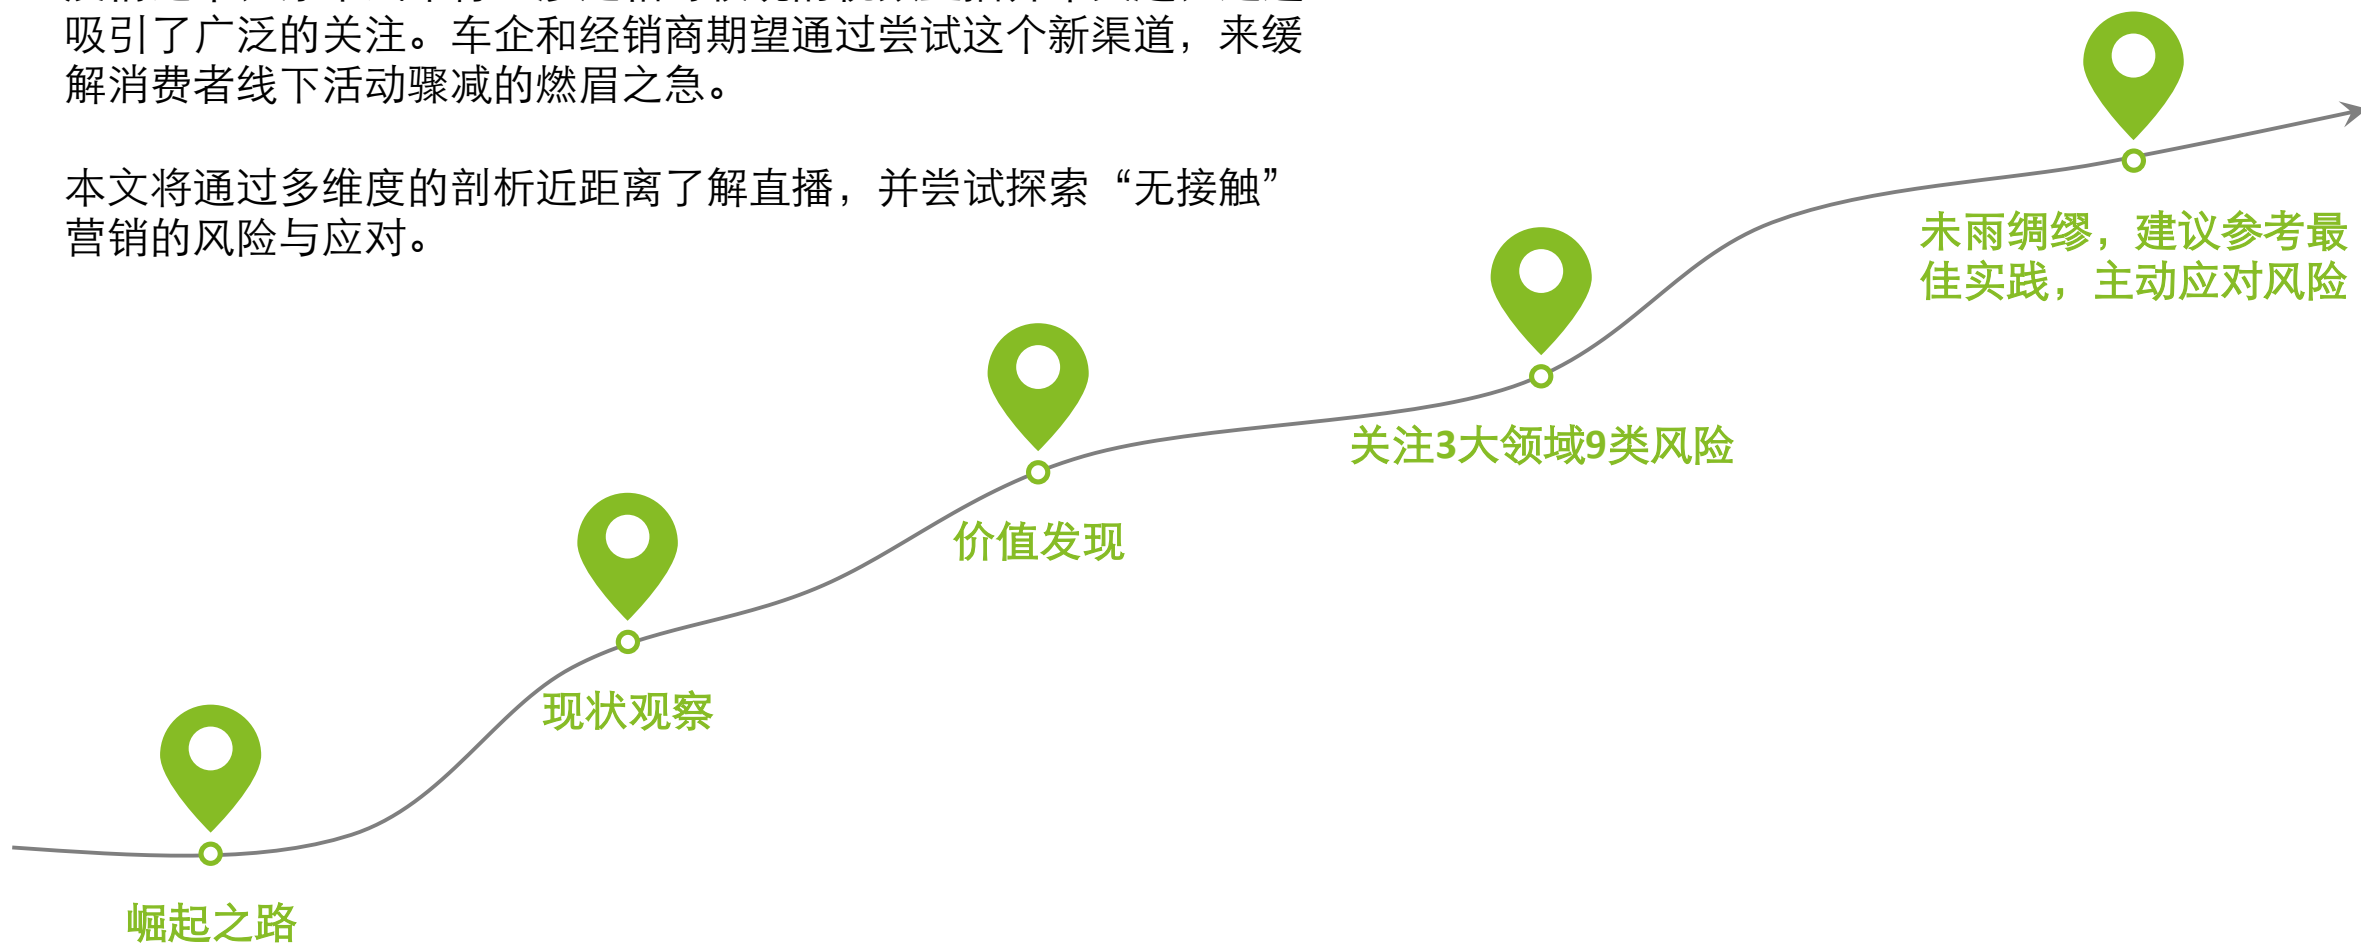 吸引了广泛的关注。车企和经销商期望通过尝试这个新渠道，来缓
解消费者线下活动骤减的燃眉之急。
本文将通过多维度的剖析近距离了解直播，并尝试探索“无接触”
营销的风险与应对。
未雨绸缪，建议参考最
佳实践，主动应对风险
关注3大领域9类风险
价值发现
现状观察
崛起之路